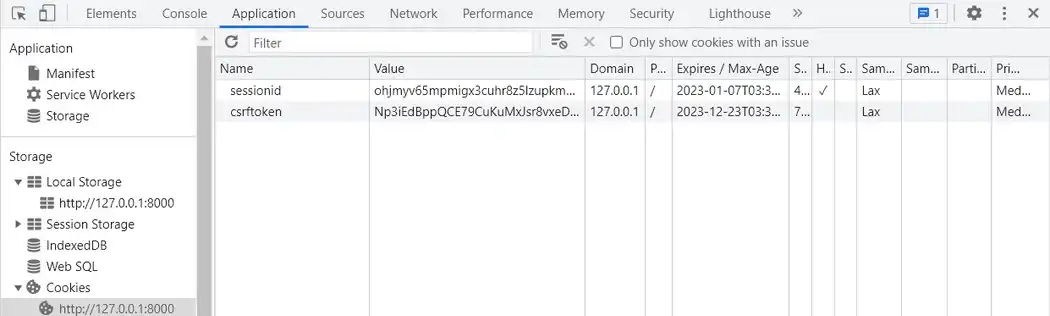 Elements Console Application Sources Network Performance Memory Security Lighthouse » 1
Application
Manifest
Service Workers
Storage
Storage
Local Storage
http://127.0.0.1:8000
Session Storage
IndexedDB
Web SQL
Cookies
http://127.0.0.1:8000
Filter Only show cookies with an issue
Name Value Domain P... Expires / Max-Age S.. H.. S.. Sam... Sam... Parti... Pri...
sessionid ohjmyv65mpmigx3cuhr8z5lzupkm... 127.0.0.1 / 2023-01-07T03:3... 4... ✓ Lax Med...
csrftoken Np3iEdBppQCE79CuKuMxJsr8vxeD... 127.0.0.1 / 2023-12-23T03:3... 7... Lax Med...